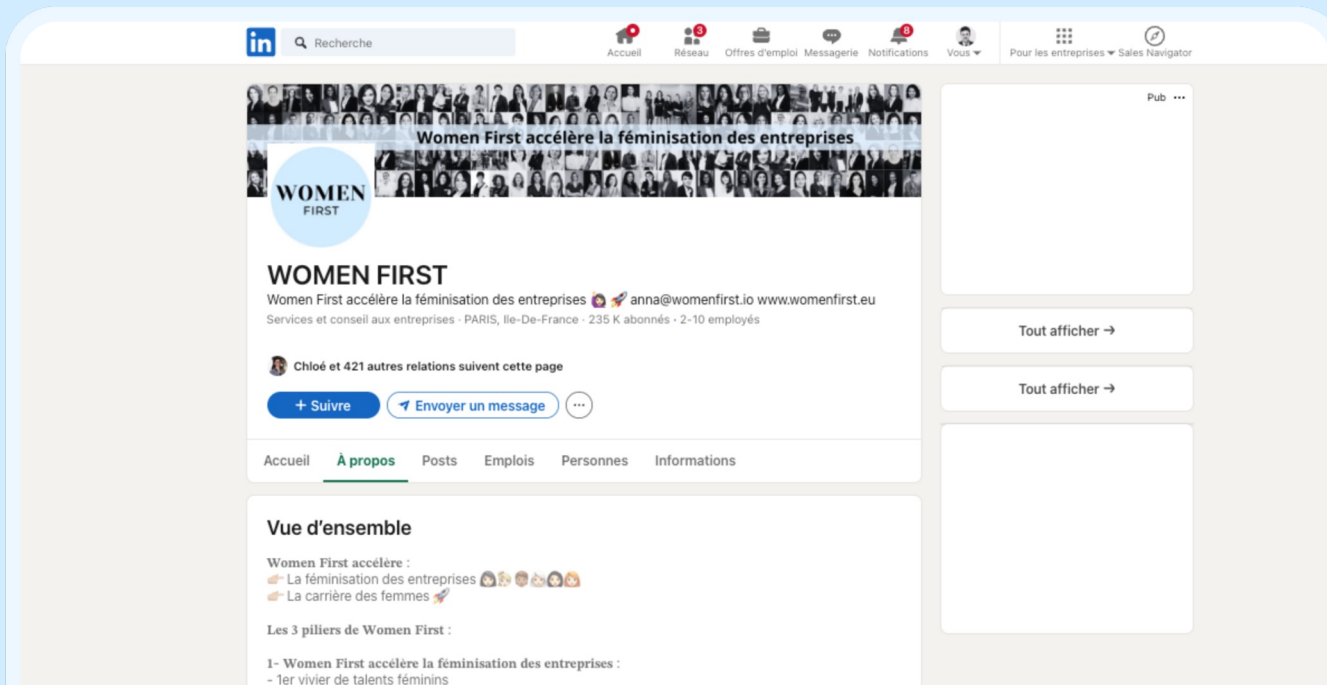 in
Recherche
3
8
Accueil
Réseau
Offres d'emploi
Messagerie
Notifications
Vous
Pour les entreprises
Sales Navigator
Women First accélère la féminisation des entreprises
WOMEN
FIRST
Pub ···
WOMEN FIRST
Women First accélère la féminisation des entreprises 🙋🏻‍♀️ 🚀 anna@womenfirst.io www.womenfirst.eu
Services et conseil aux entreprises · PARIS, Ile-De-France · 235 K abonnés · 2-10 employés
Chloé et 421 autres relations suivent cette page
+ Suivre
Envoyer un message
···
Tout afficher →
Tout afficher →
Accueil
À propos
Posts
Emplois
Personnes
Informations
Vue d'ensemble
Women First accélère :
👉🏻 La féminisation des entreprises
👉🏻 La carrière des femmes 🚀
Les 3 piliers de Women First :
1- Women First accélère la féminisation des entreprises :
- 1er vivier de talents féminins